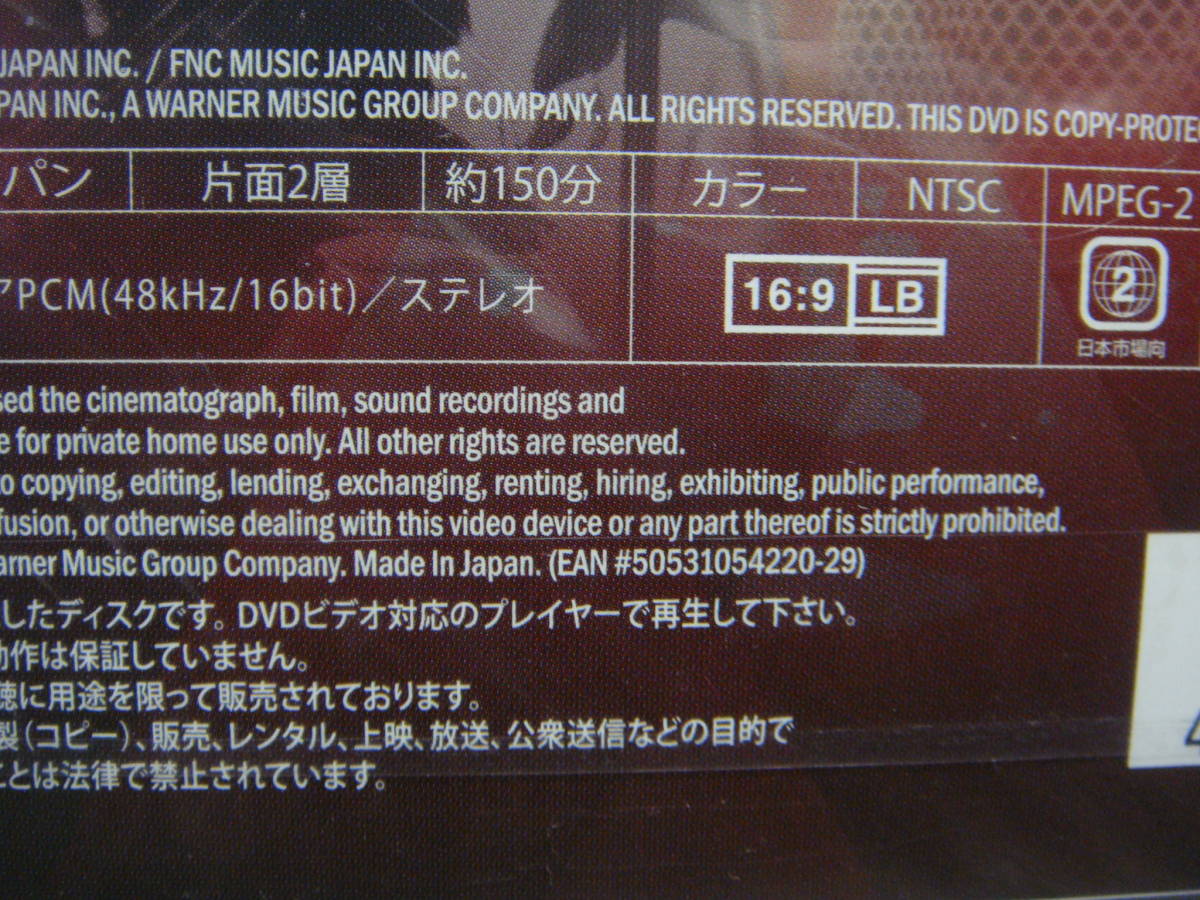 JAPAN INC. / FNC MUSIC JAPAN INC.
PAN INC., A WARNER MUSIC GROUP COMPANY. ALL RIGHTS RESERVED. THIS DVD IS COPY-PROTE
パン 片面2層 約150分 カラー NTSC MPEG-2
アPCM(48kHz/16bit)／ステレオ 16:9 LB 2
日本市場向
sed the cinematograph, film, sound recordings and
e for private home use only. All other rights are reserved.
to copying, editing, lending, exchanging, renting, hiring, exhibiting, public performance,
fusion, or otherwise dealing with this video device or any part thereof is strictly prohibited.
arner Music Group Company. Made In Japan. (EAN #50531054220-29)
したディスクです。DVDビデオ対応のプレイヤーで再生して下さい。
動作は保証していません。
聴に用途を限って販売されております。
製（コピー）、販売、レンタル、上映、放送、公衆送信などの目的で
ことは法律で禁止されています。